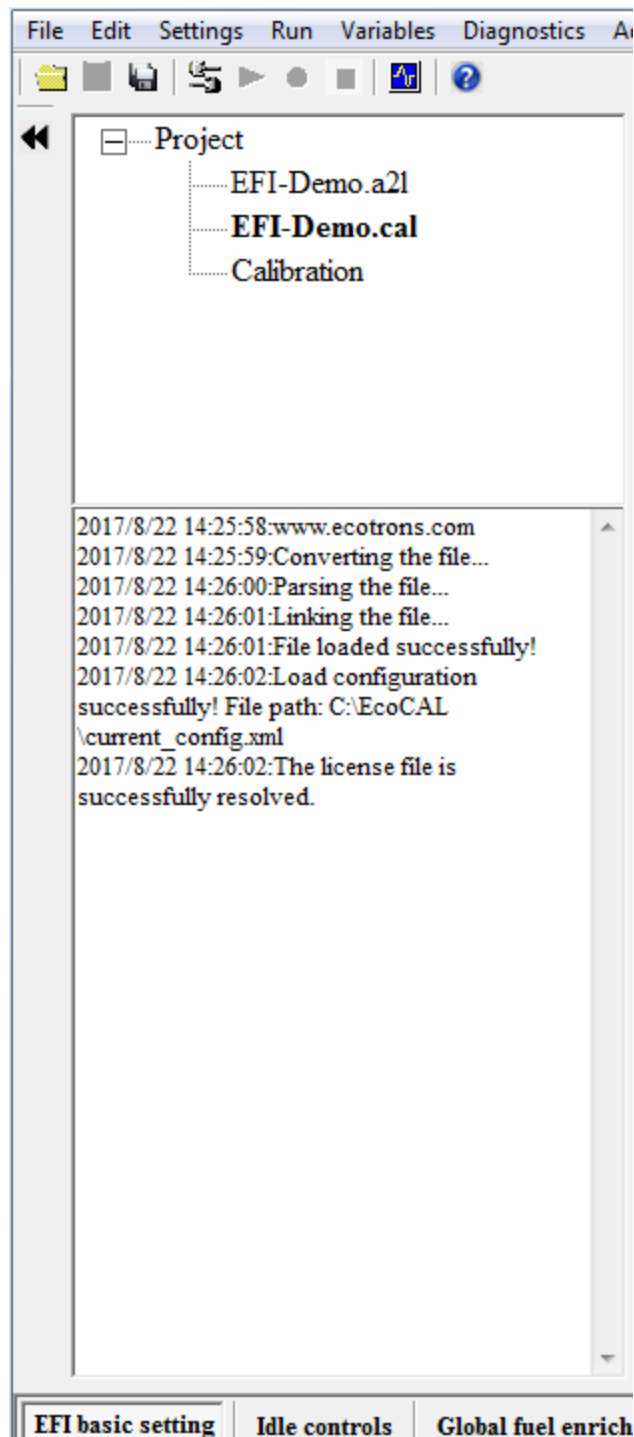 File Edit Settings Run Variables Diagnostics
Project
EFI-Demo.a2l
EFI-Demo.cal
Calibration
2017/8/22 14:25:58:www.ecotrons.com
2017/8/22 14:25:59:Converting the file...
2017/8/22 14:26:00:Parsing the file...
2017/8/22 14:26:01:Linking the file...
2017/8/22 14:26:01:File loaded successfully!
2017/8/22 14:26:02:Load configuration
successfully! File path: C:\EcoCAL
\current_config.xml
2017/8/22 14:26:02:The license file is
successfully resolved.
EFI basic setting Idle controls Global fuel enrich